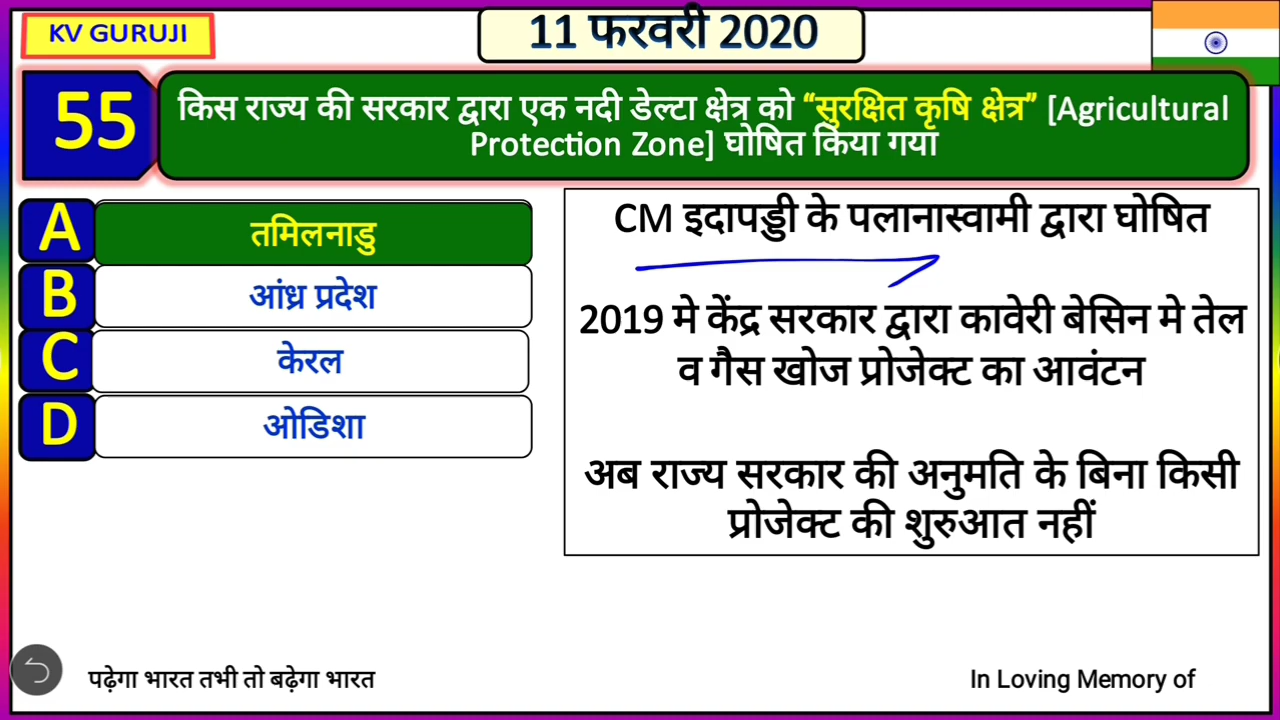 KV GURUJI
11 फरवरी 2020
55
किस राज्य की सरकार द्वारा एक नदी डेल्टा क्षेत्र को “सुरक्षित कृषि क्षेत्र” [Agricultural
Protection Zone] घोषित किया गया
A
तमिलनाडु
B
आंध्र प्रदेश
C
केरल
D
ओडिशा
CM इदापड्डी के पलानास्वामी द्वारा घोषित
2019 मे केंद्र सरकार द्वारा कावेरी बेसिन मे तेल
व गैस खोज प्रोजेक्ट का आवंटन
अब राज्य सरकार की अनुमति के बिना किसी
प्रोजेक्ट की शुरुआत नहीं
पढ़ेगा भारत तभी तो बढ़ेगा भारत
In Loving Memory of